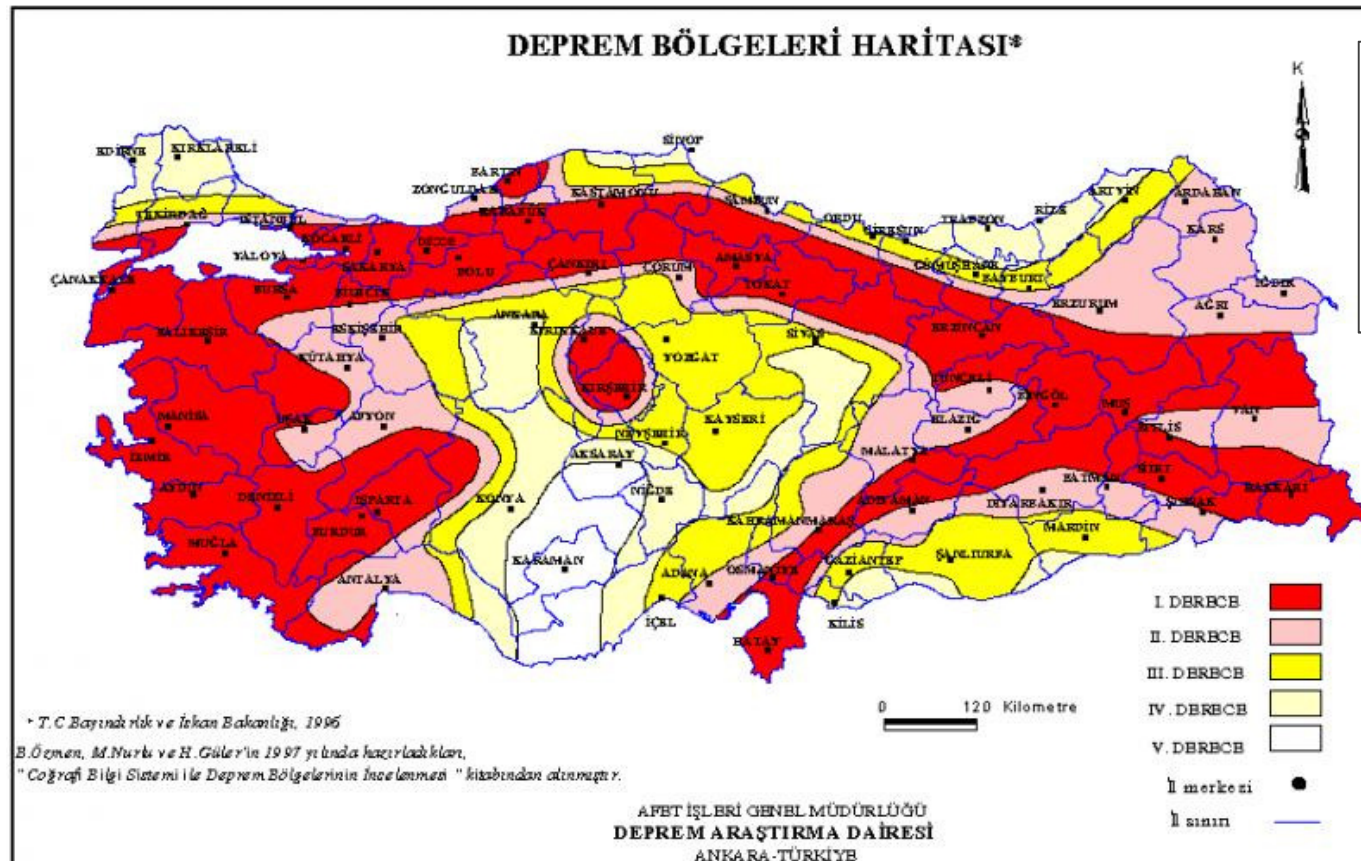 DEPREM BÖLGELERİ HARİTASI*
K
SİNOP
EDİRNE
KIRKLARELİ
BARTIN
ZONGULDAK
KASTAMONU
ARTVİN
ARDAHAN
TEKİRDAĞ
İSTANBUL
KARABÜK
SAMSUN
ORDU
TRABZON
RİZE
KOCAELİ
GİRESUN
KARS
YALOVA
SAKARYA
DÜZCE
BOLU
ÇANKIRI
ÇORUM
AMASYA
GÜMÜŞHANE
BAYBURT
ÇANAKKALE
BURSA
BİLECİK
TOKAT
ERZURUM
AĞRI
IĞDIR
BALIKESİR
ESKİŞEHİR
ANKARA
KIRIKKALE
SİVAS
ERZİNCAN
KÜTAHYA
YOZGAT
KIRŞEHİR
TUNCELİ
BİNGÖL
MUŞ
VAN
MANİSA
UŞAK
AFYON
NEVŞEHİR
KAYSERİ
ELAZIĞ
BİTLİS
İZMİR
AKSARAY
MALATYA
SİİRT
AYDIN
DENİZLİ
ISPARTA
KONYA
NİĞDE
ADIYAMAN
DİYARBAKIR
BATMAN
ŞIRNAK
HAKKARİ
BURDUR
KAHRAMANMARAŞ
MARDİN
MUĞLA
KARAMAN
ADANA
OSMANİYE
GAZİANTEP
ŞANLIURFA
ANTALYA
İÇEL
KİLİS
HATAY
I. DERECE
II. DERECE
III. DERECE
IV. DERECE
V. DERECE
İl merkezi
İl sınırı
0 120 Kilometre
* T.C Bayındırlık ve İskan Bakanlığı, 1996
B.Özmen, M.Nurlu ve H.Güler'in 1997 yılında hazırladıkları,
"Coğrafi Bilgi Sistemi ile Deprem Bölgelerinin İncelenmesi " kitabından alınmıştır.
AFET İŞLERİ GENEL MÜDÜRLÜĞÜ
DEPREM ARAŞTIRMA DAİRESİ
ANKARA-TÜRKİYE